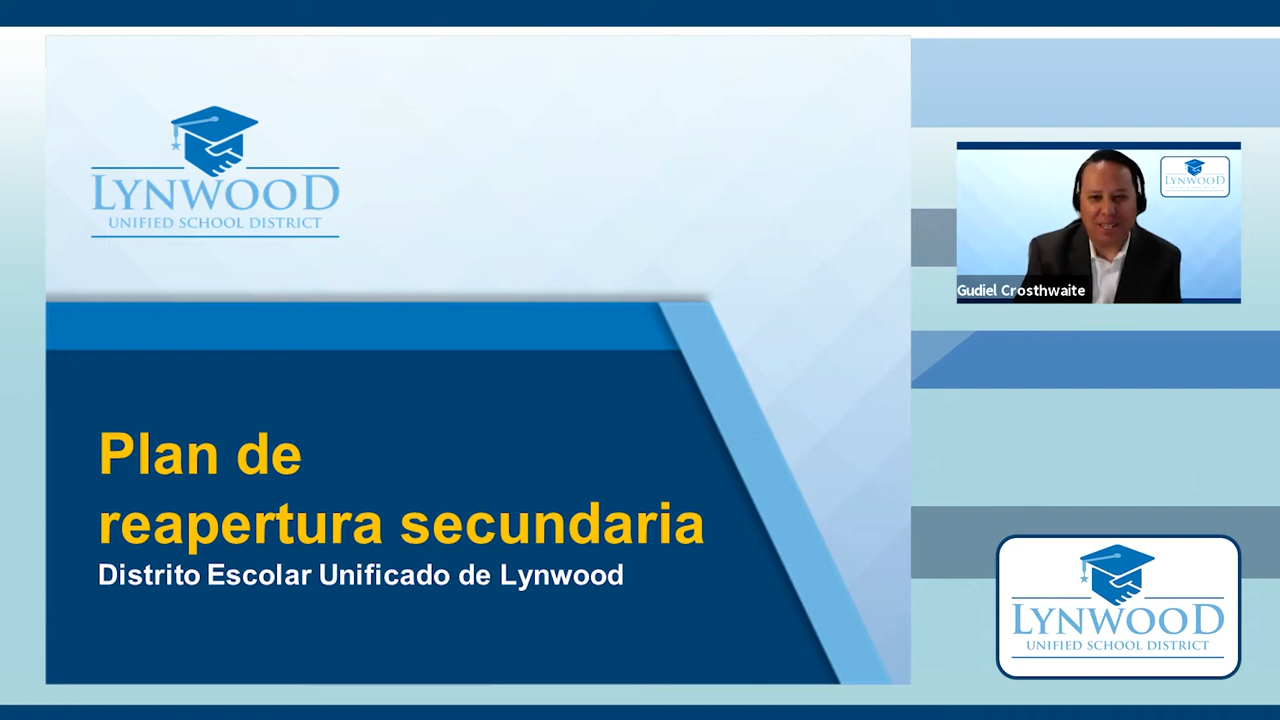 LYNWOOD
UNIFIED SCHOOL DISTRICT
Plan de
reapertura secundaria
Distrito Escolar Unificado de Lynwood
LYNWOOD
Gudiel Crosthwaite
LYNWOOD
UNIFIED SCHOOL DISTRICT